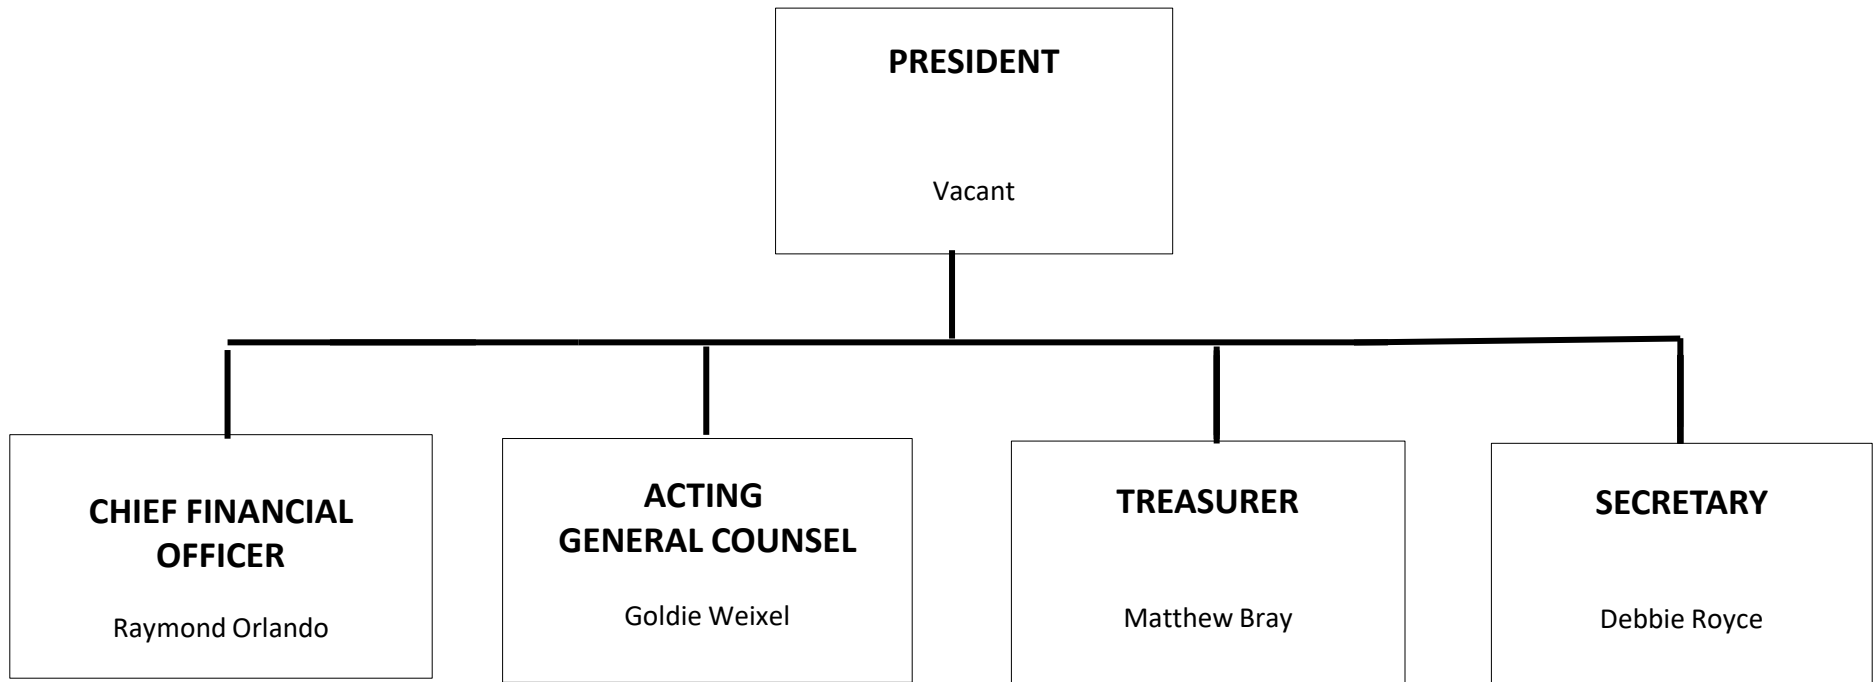 PRESIDENT
Vacant
CHIEF FINANCIAL
OFFICER
Raymond Orlando
ACTING
GENERAL COUNSEL
Goldie Weixel
TREASURER
Matthew Bray
SECRETARY
Debbie Royce